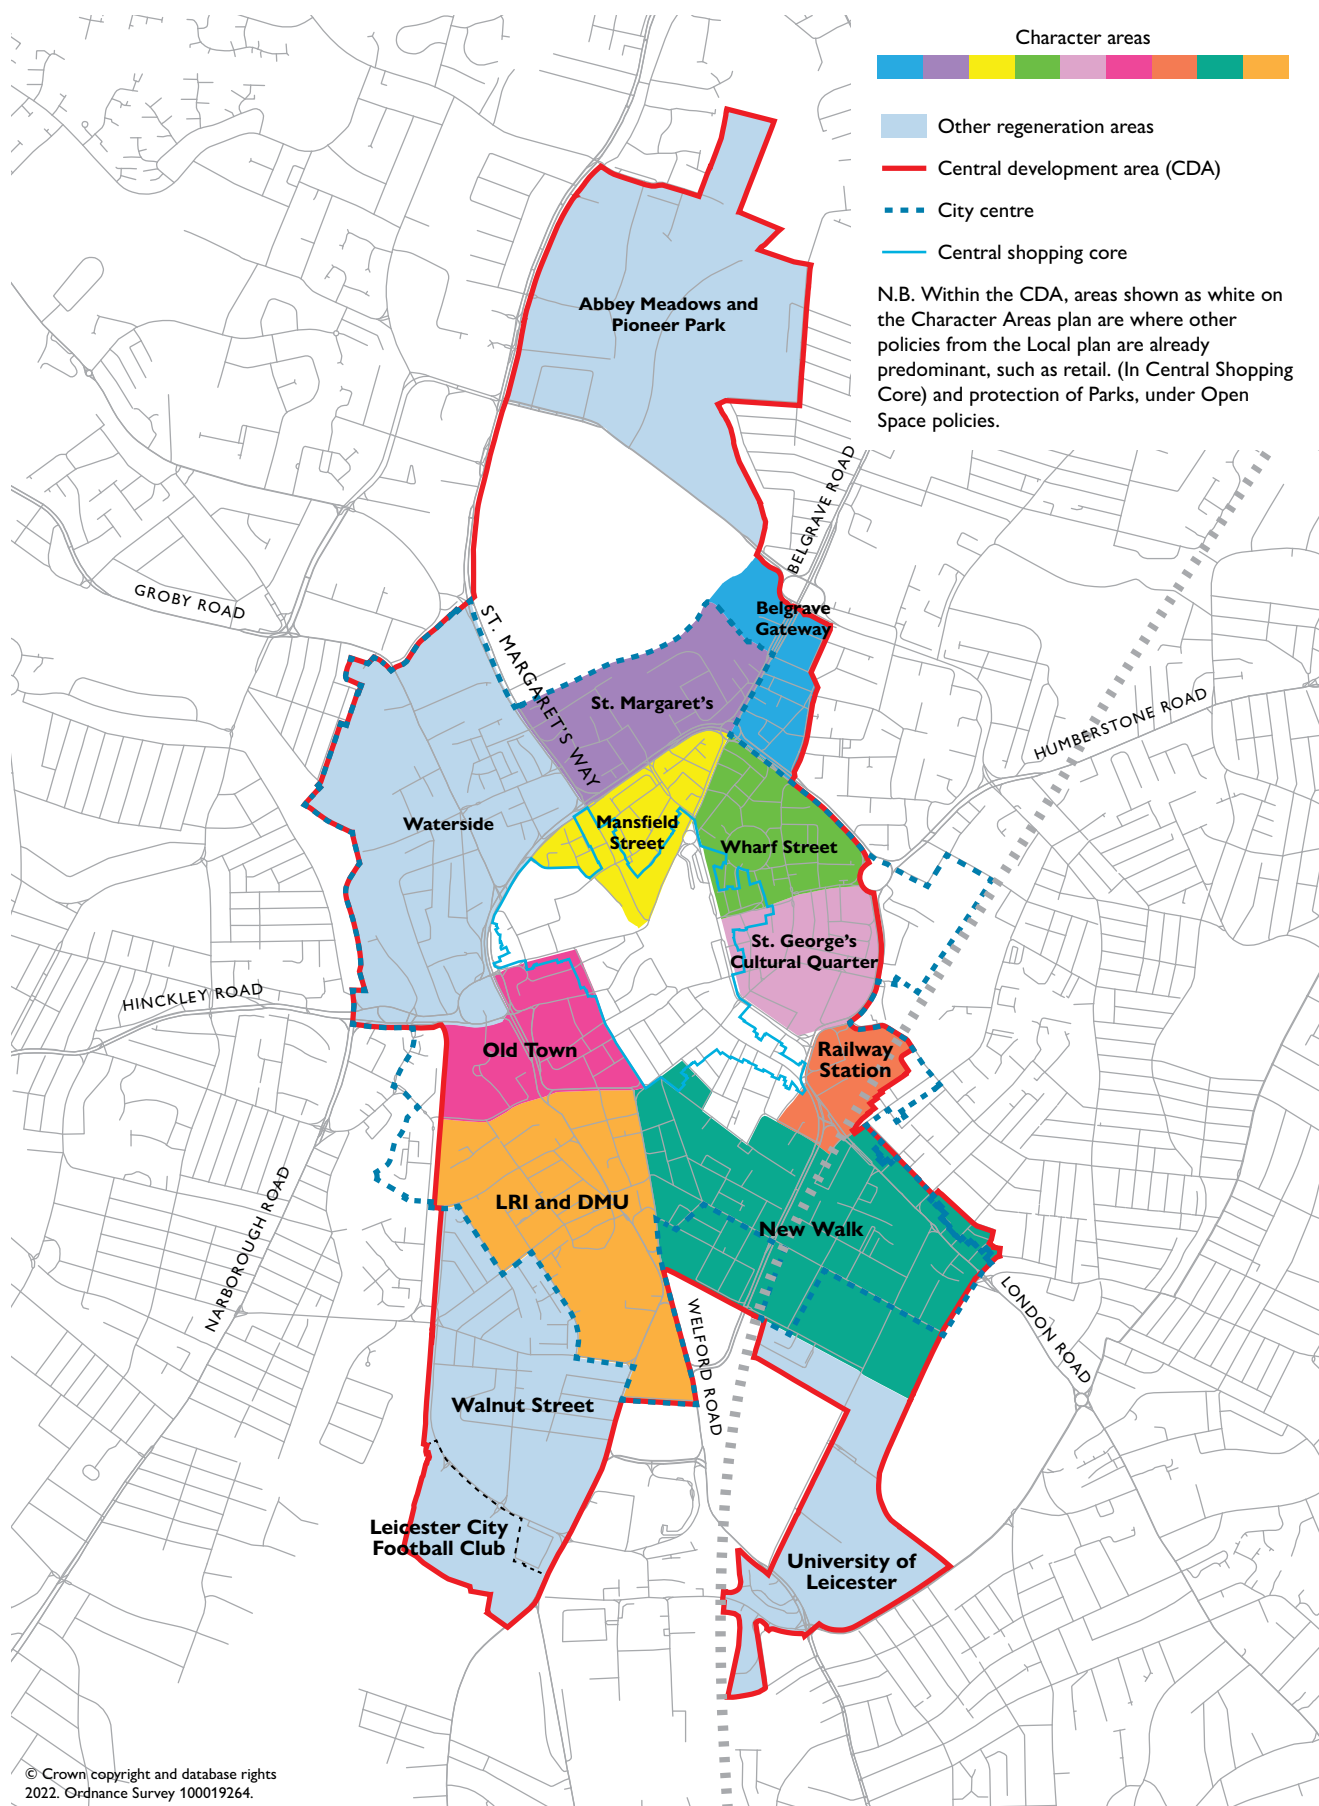 Character areas
Other regeneration areas
Central development area (CDA)
City centre
Central shopping core
N.B. Within the CDA, areas shown as white on
the Character Areas plan are where other
policies from the Local plan are already
predominant, such as retail. (In Central Shopping
Core) and protection of Parks, under Open
Space policies.
Abbey Meadows and
Pioneer Park
BELGRAVE ROAD
GROBY ROAD
ST. MARGARET'S WAY
Belgrave
Gateway
St. Margaret's
HUMBERSTONE ROAD
Waterside
Mansfield
Street
Wharf Street
St. George's
Cultural Quarter
HINCKLEY ROAD
Old Town
Railway
Station
NARBOROUGH ROAD
LRI and DMU
New Walk
LONDON ROAD
WELFORD ROAD
Walnut Street
Leicester City
Football Club
University of
Leicester
© Crown copyright and database rights
2022. Ordnance Survey 100019264.